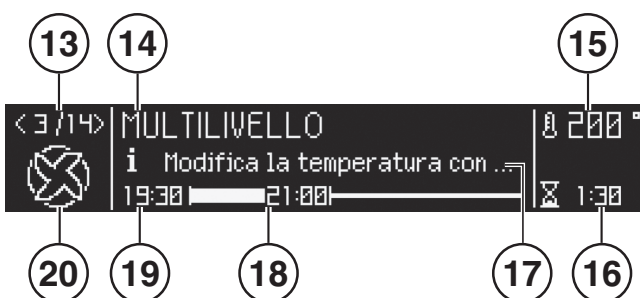 13 14 15
<3/14> MULTILIVELLO 200°
i Modifica la temperatura con ...
19:30 21:00 1:30
20 19 18 17 16